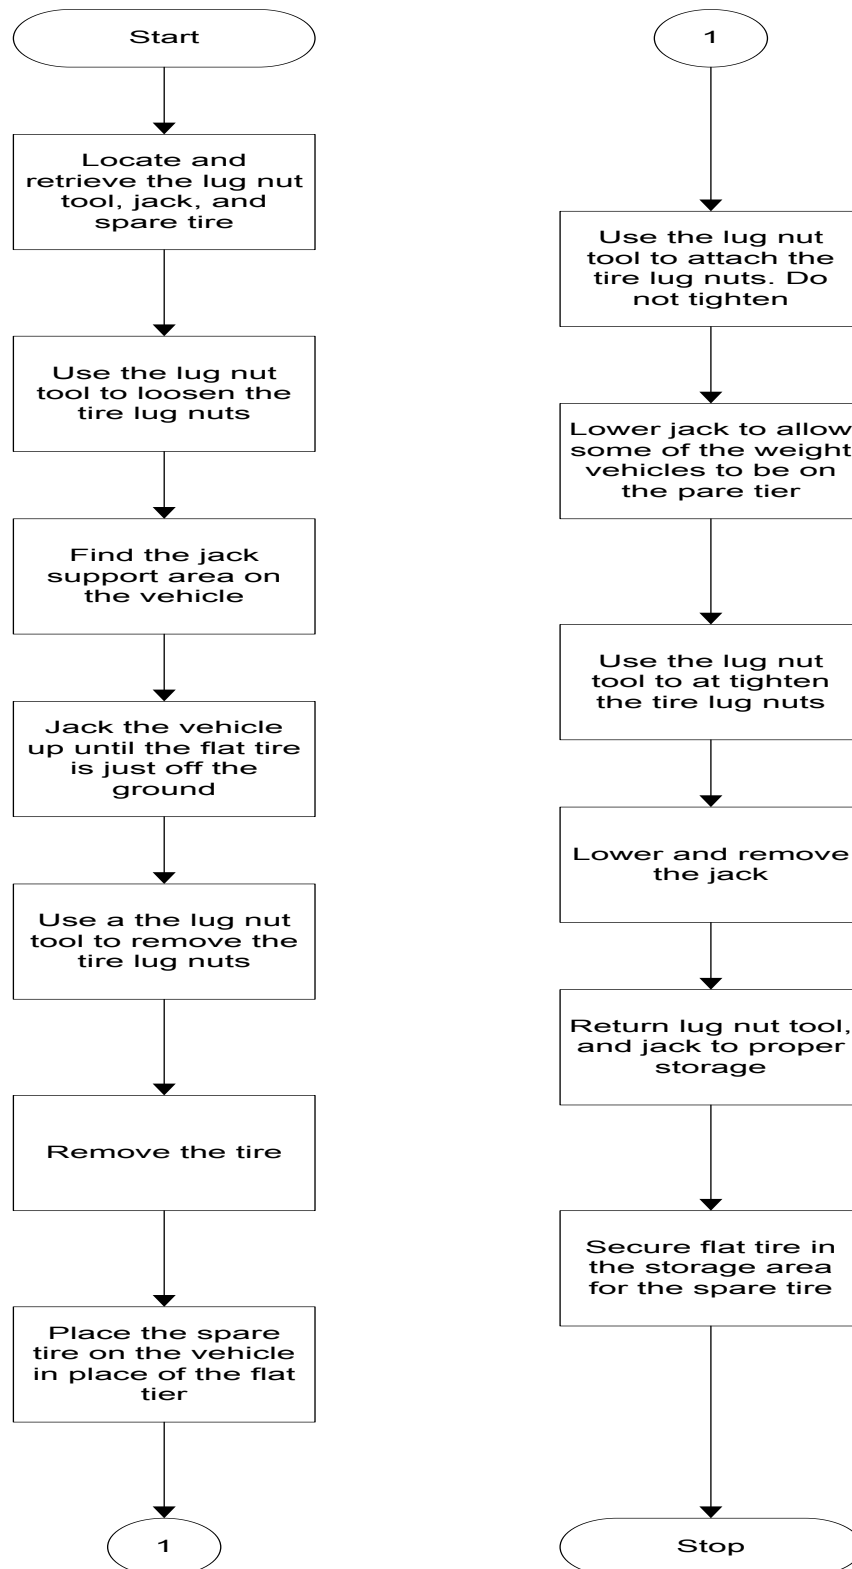 Start
Locate and
retrieve the lug nut
tool, jack, and
spare tire
Use the lug nut
tool to loosen the
tire lug nuts
Find the jack
support area on
the vehicle
Jack the vehicle
up until the flat tire
is just off the
ground
Use a the lug nut
tool to remove the
tire lug nuts
Remove the tire
Place the spare
tire on the vehicle
in place of the flat
tier
1
1
Use the lug nut
tool to attach the
tire lug nuts. Do
not tighten
Lower jack to allow
some of the weight
vehicles to be on
the pare tier
Use the lug nut
tool to at tighten
the tire lug nuts
Lower and remove
the jack
Return lug nut tool,
and jack to proper
storage
Secure flat tire in
the storage area
for the spare tire
Stop